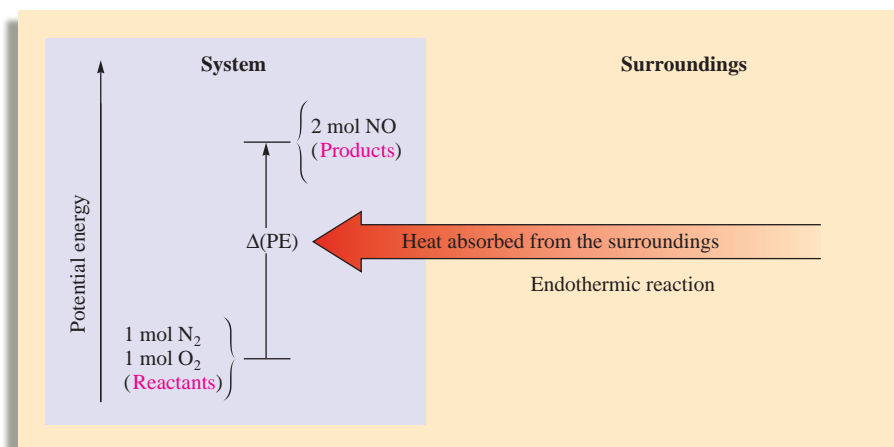 System
Surroundings
Potential energy
2 mol NO
(Products)
Δ(PE)
Heat absorbed from the surroundings
Endothermic reaction
1 mol N₂
1 mol O₂
(Reactants)